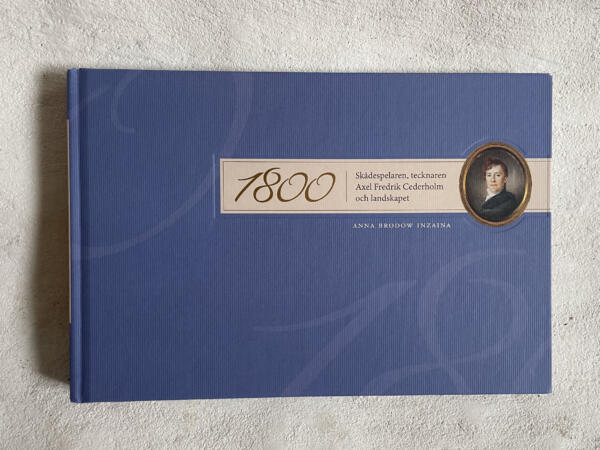 1800
Skådespelaren, tecknaren
Axel Fredrik Cederholm
och landskapet
ANNA BRODOW INZAINA